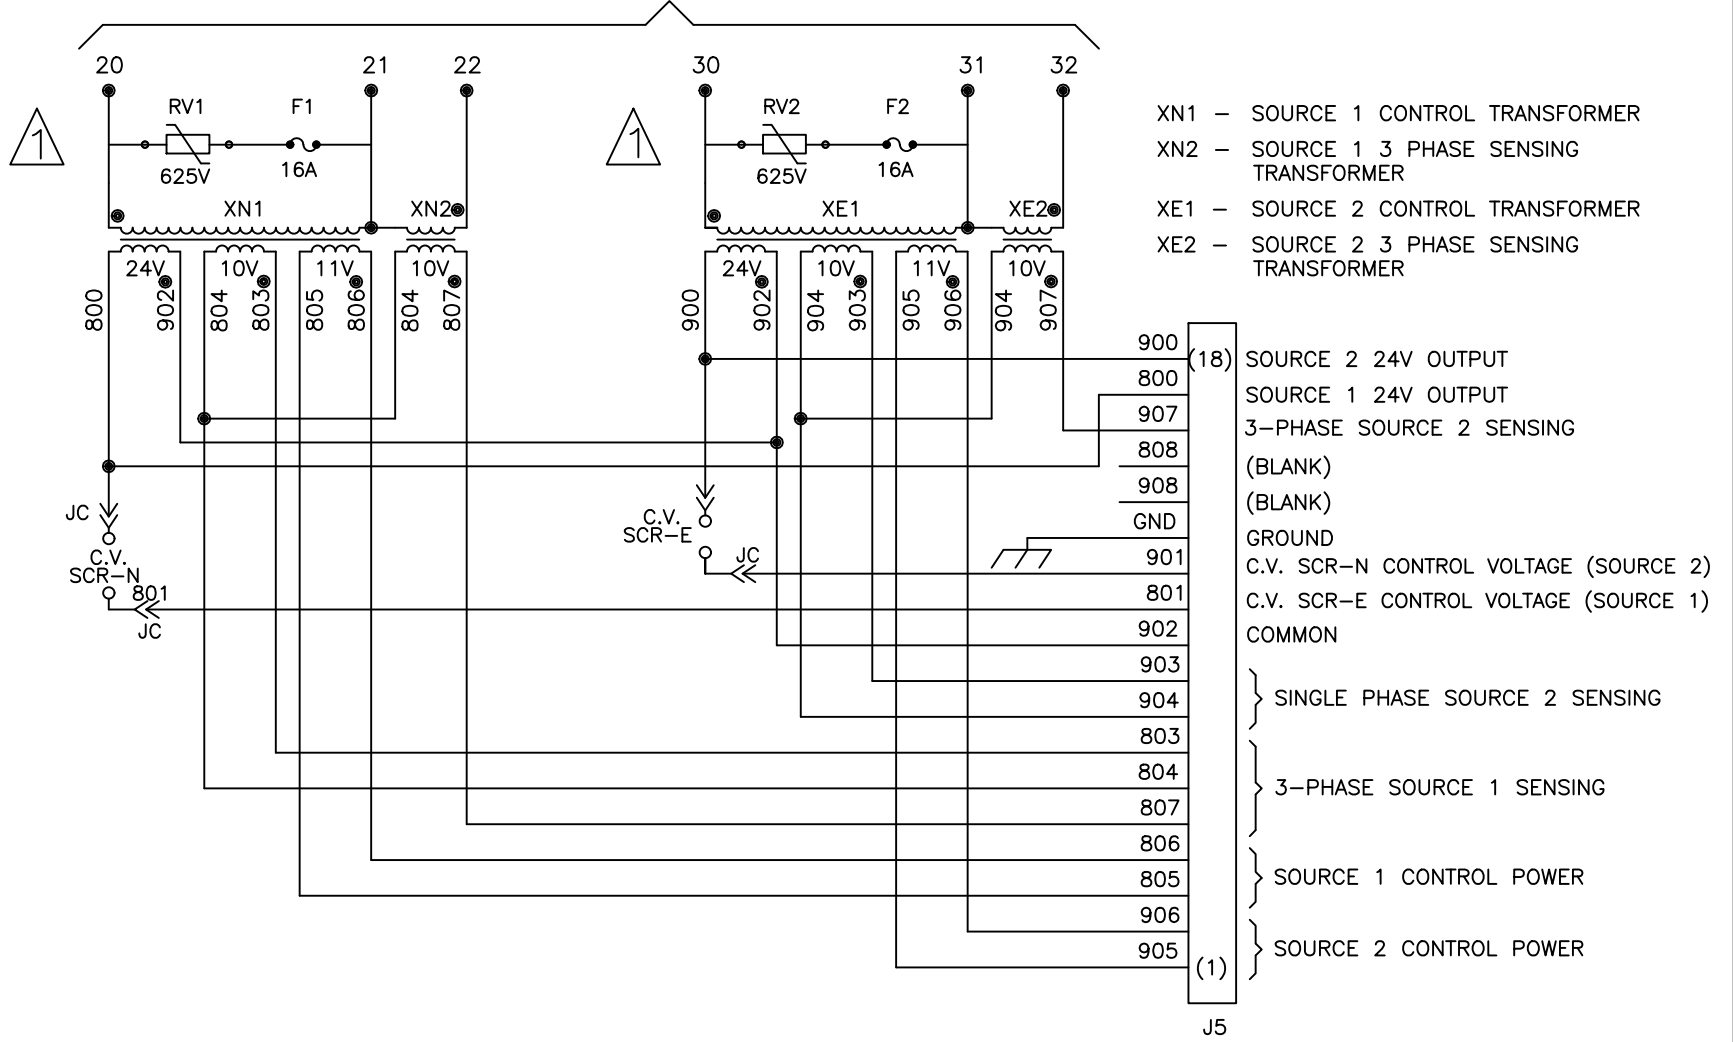 20 21 22 30 31 32
1 RV1 F1 1 RV2 F2
625V 16A 625V 16A
XN1 XN2 XE1 XE2
24V 10V 11V 10V 24V 10V 11V 10V
800 902 804 803 805 806 804 807 900 902 904 903 905 906 904 907
XN1 – SOURCE 1 CONTROL TRANSFORMER
XN2 – SOURCE 1 3 PHASE SENSING
TRANSFORMER
XE1 – SOURCE 2 CONTROL TRANSFORMER
XE2 – SOURCE 2 3 PHASE SENSING
TRANSFORMER
JC
C.V.
SCR–N
801
JC
C.V.
SCR–E
JC
900 (18) SOURCE 2 24V OUTPUT
800 SOURCE 1 24V OUTPUT
907 3–PHASE SOURCE 2 SENSING
808 (BLANK)
908 (BLANK)
GND GROUND
901 C.V. SCR–N CONTROL VOLTAGE (SOURCE 2)
801 C.V. SCR–E CONTROL VOLTAGE (SOURCE 1)
902 COMMON
903
904 SINGLE PHASE SOURCE 2 SENSING
803
804 3–PHASE SOURCE 1 SENSING
807
806
805 SOURCE 1 CONTROL POWER
906
905 SOURCE 2 CONTROL POWER
(1)
J5